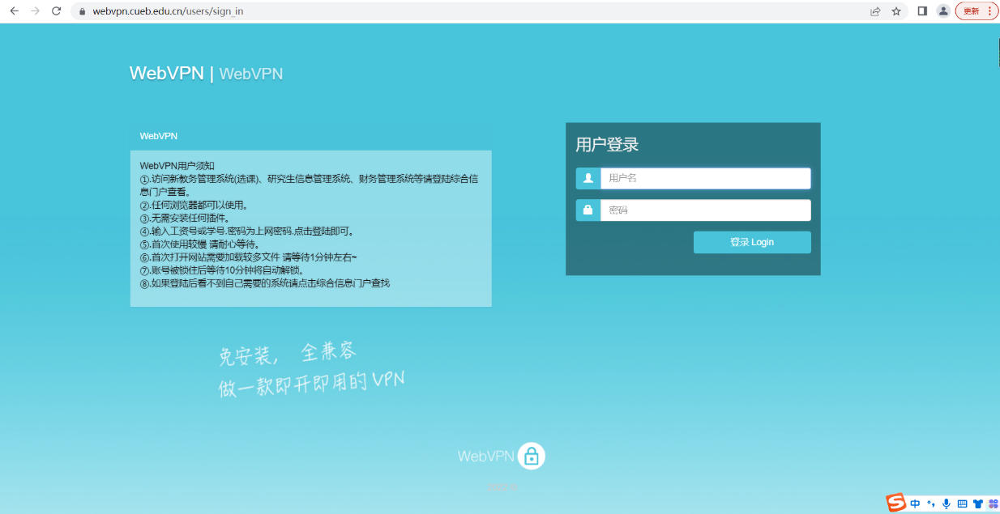 webvpn.cueb.edu.cn/users/sign_in
更新
WebVPN | WebVPN
WebVPN
WebVPN用户须知
①.访问新教务管理系统(选课)、研究生信息管理系统、财务管理系统等请登陆综合信
息门户查看。
②.任何浏览器都可以使用。
③.无需安装任何插件。
④.输入工资号或学号.密码为上网密码.点击登陆即可。
⑤.首次使用较慢 请耐心等待。
⑥.首次打开网站需要加载较多文件 请等待1分钟左右~
⑦.账号被锁住后等待10分钟将自动解锁。
⑧.如果登陆后看不到自己需要的系统请点击综合信息门户查找
用户登录
用户名
密码
登录 Login
免安装， 全兼容
做一款即开即用的 VPN
WebVPN
S 中